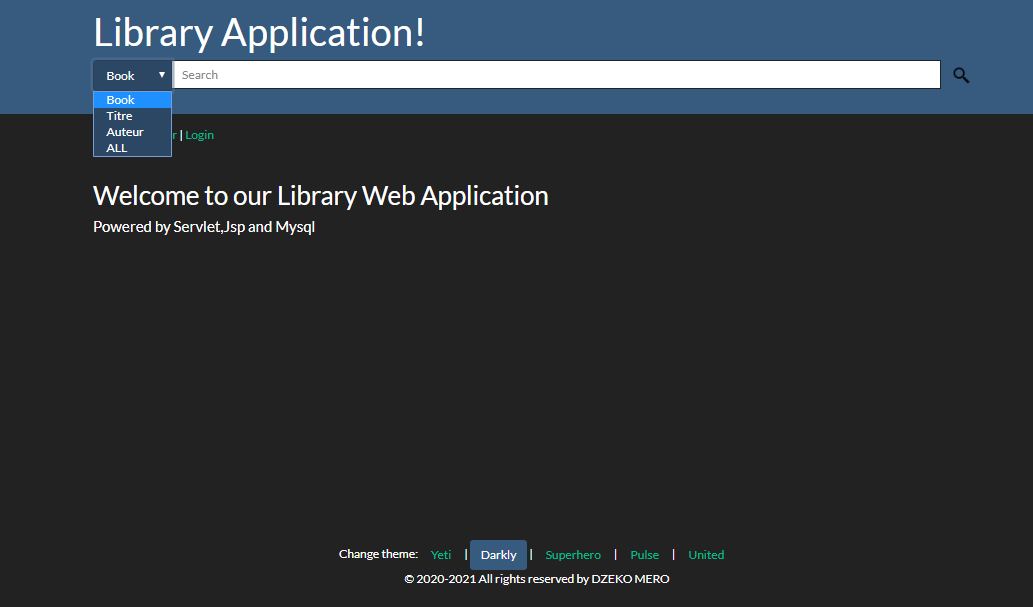 Library Application!
Book ▼ Search
Book
Titre
Auteur
ALL
| Login
Welcome to our Library Web Application
Powered by Servlet,Jsp and Mysql
Change theme: Yeti | Darkly | Superhero | Pulse | United
© 2020-2021 All rights reserved by DZEKO MERO